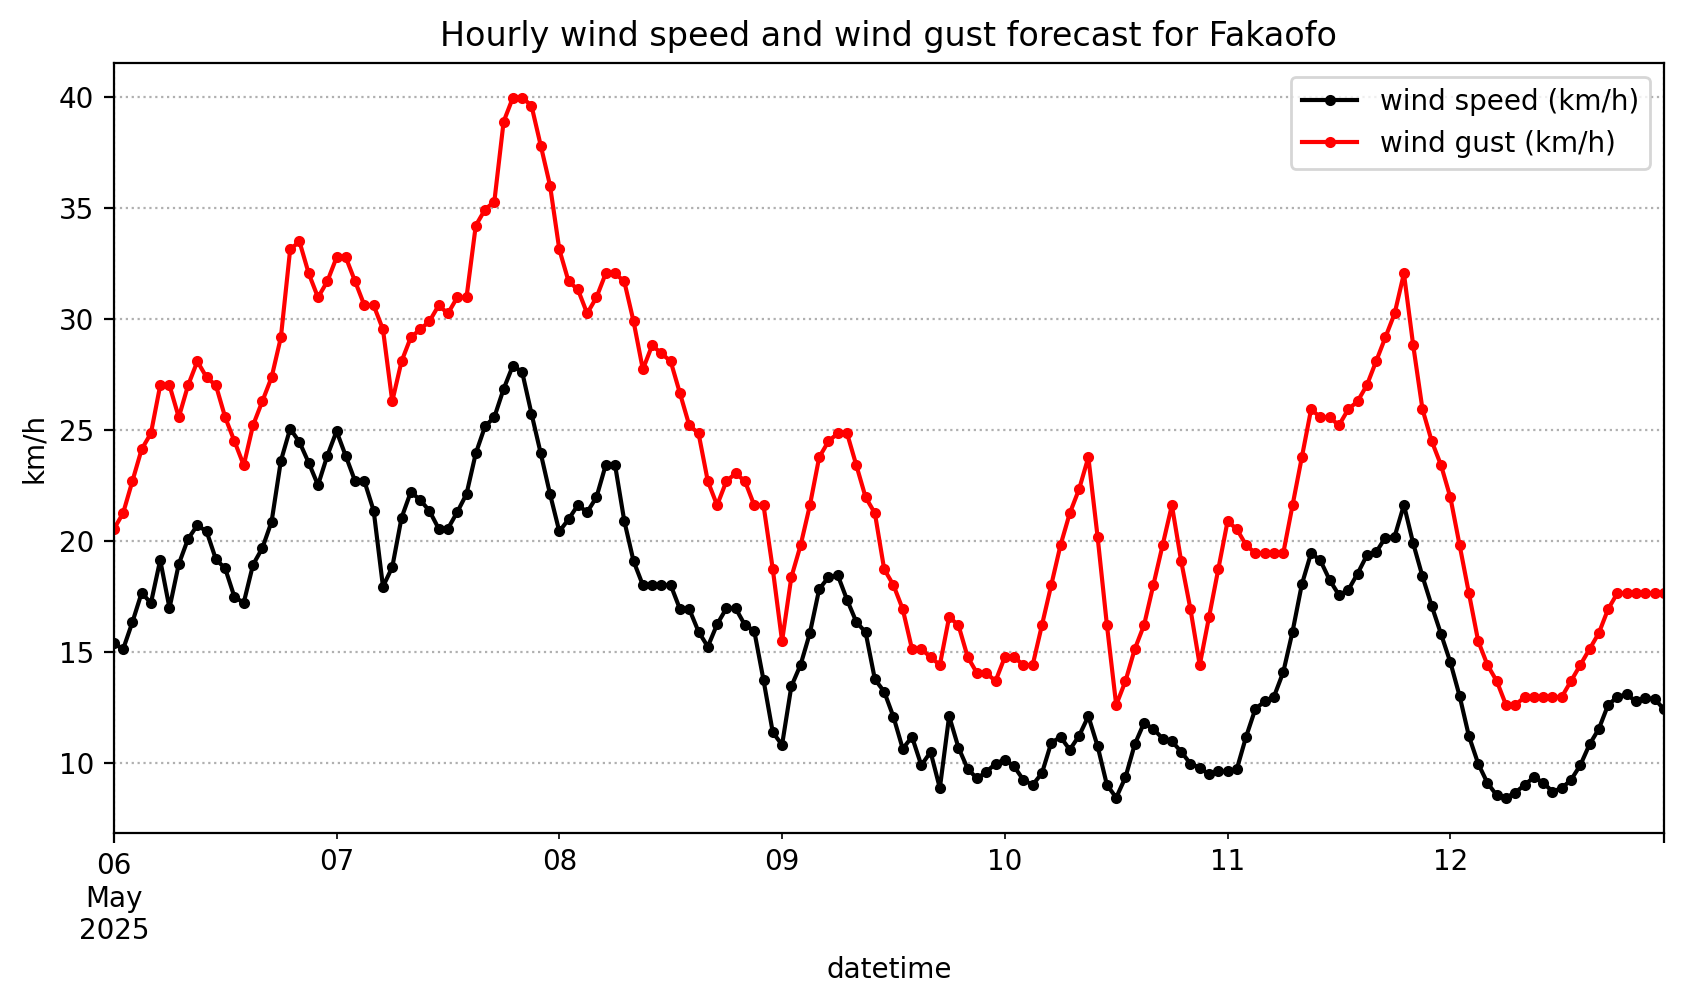 Hourly wind speed and wind gust forecast for Fakaofo
wind speed (km/h)
wind gust (km/h)
km/h
40
35
30
25
20
15
10
06
May
2025
07
08
09
10
11
12
datetime